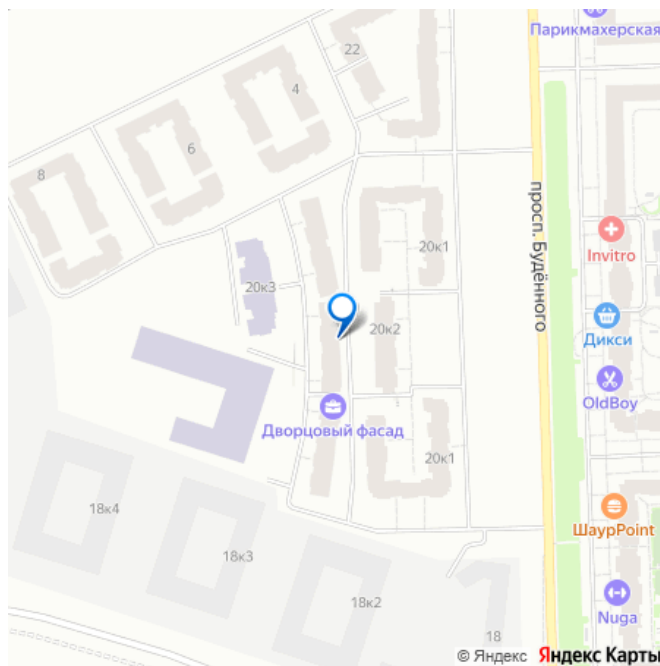 Парикмахерская
22
4
6
8
просп. Будённого
20к1
Invitro
20к3
20к2
Дикси
OldBoy
Дворцовый фасад
20к1
18к4
ШаурPoint
18к3
18к2
Nuga
18
© Яндекс Яндекс Карты